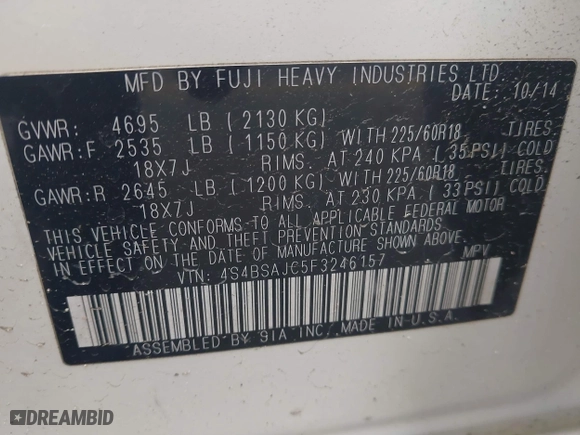 MFD BY FUJI HEAVY INDUSTRIES LTD.
DATE: 10/14
GVWR: 4695 LB ( 2130 KG)
GAWR:F 2535 LB ( 1150 KG) WITH 225/60R18 TIRES.
18X7J RIMS. AT 240 KPA ( 35 PSI) COLD
GAWR:R 2645 LB ( 1200 KG) WITH 225/60R18 TIRES.
18X7J RIMS. AT 230 KPA ( 33 PSI) COLD.
THIS VEHICLE CONFORMS TO ALL APPLICABLE FEDERAL MOTOR
VEHICLE SAFETY AND THEFT PREVENTION STANDARDS
IN EFFECT ON THE DATE OF MANUFACTURE SHOWN ABOVE.
VIN: 4S4BSAJC5F3246157 MPV
ASSEMBLED BY SIA INC. MADE IN U.S.A.
DREAMBID